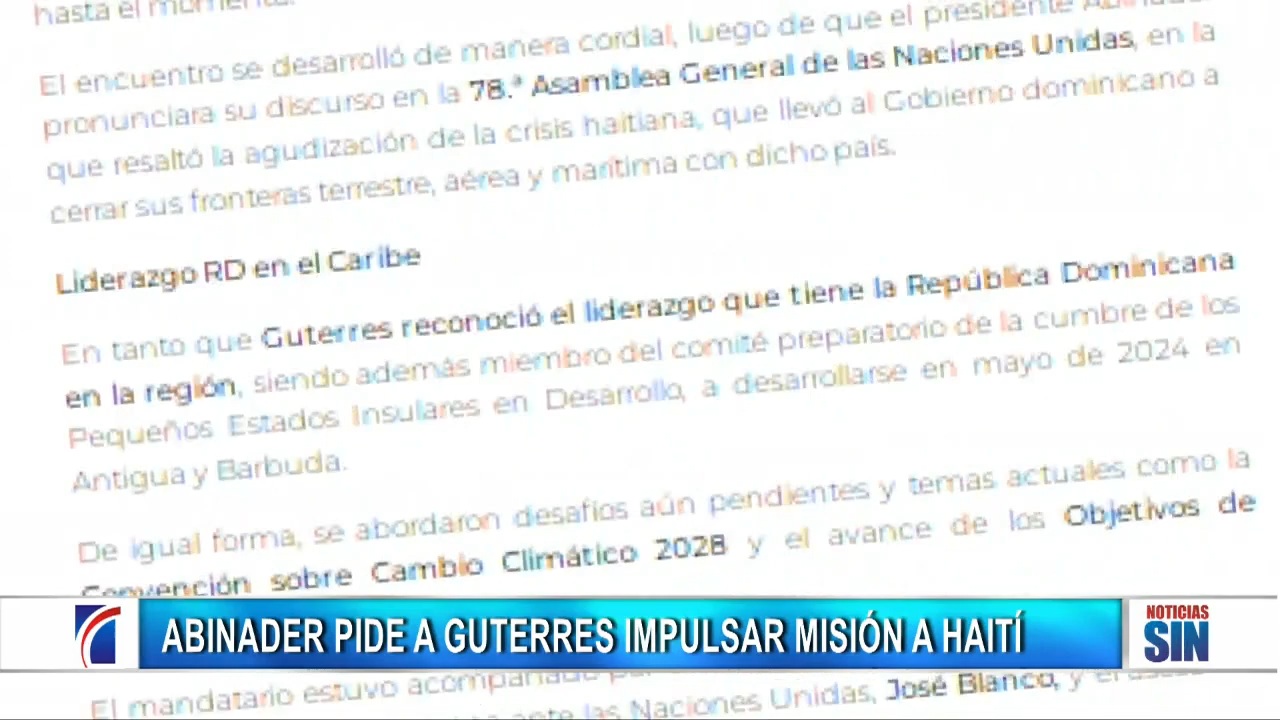 hasta el momento.
El encuentro se desarrolló de manera cordial, luego de que el presidente
pronunciara su discurso en la 78.ª Asamblea General de las Naciones Unidas, en la
que resaltó la agudización de la crisis haitiana, que llevó al Gobierno dominicano a
cerrar sus fronteras terrestre, aérea y marítima con dicho país.
Liderazgo RD en el Caribe
En tanto que Guterres reconoció el liderazgo que tiene la República Dominicana
en la región, siendo además miembro del comité preparatorio de la cumbre de los
Pequeños Estados Insulares en Desarrollo, a desarrollarse en mayo de 2024 en
Antigua y Barbuda.
De igual forma, se abordaron desafíos aún pendientes y temas actuales como la
Convención sobre Cambio Climático 2028 y el avance de los Objetivos de
ABINADER PIDE A GUTERRES IMPULSAR MISIÓN A HAITÍ
NOTICIAS
SIN
El mandatario estuvo acompañado
ante las Naciones Unidas, José Blanco, y el